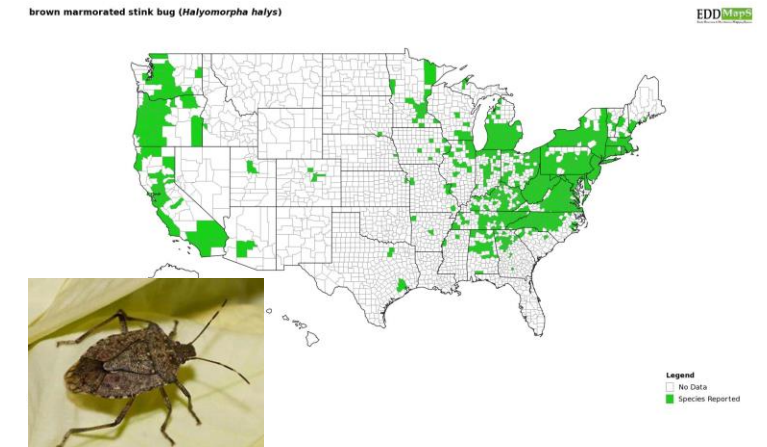 brown marmorated stink bug (Halyomorpha halys)
EDDMapS
Legend
No Data
Species Reported